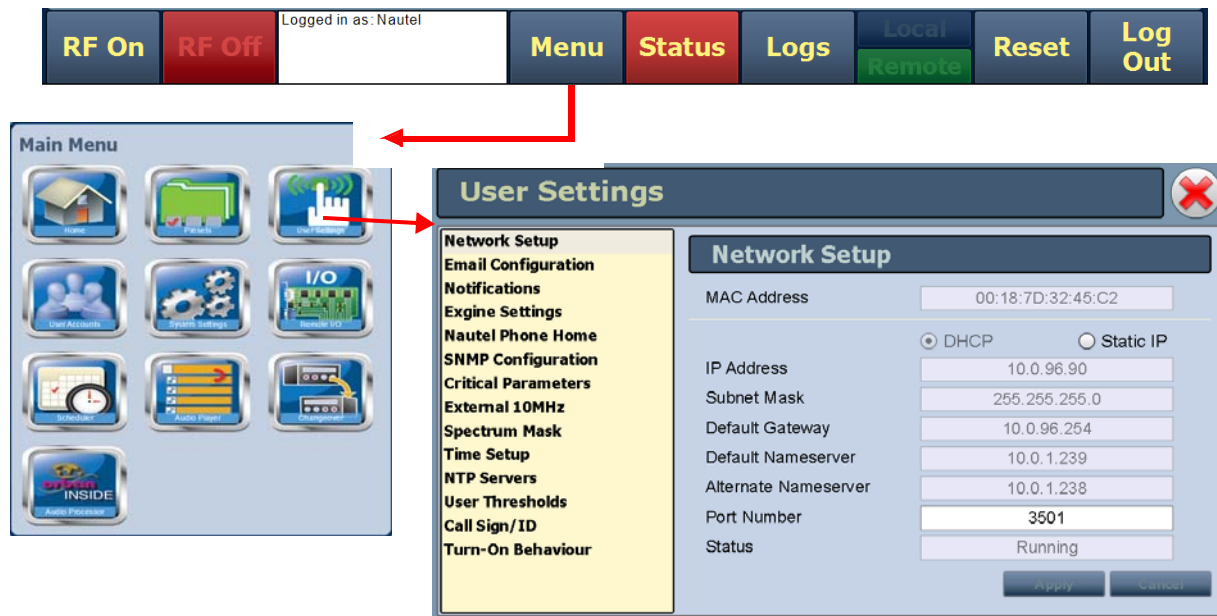 Logged in as: Nautel
RF On
RF Off
Menu
Status
Logs
Local
Remote
Reset
Log
Out
Main Menu
Home
Presets
User Settings
User Accounts
System Settings
I/O
Remote I/O
Scheduler
Audio Player
Changeover
orban
INSIDE
Audio Processor
User Settings
Network Setup
Email Configuration
Notifications
Exgine Settings
Nautel Phone Home
SNMP Configuration
Critical Parameters
External 10MHz
Spectrum Mask
Time Setup
NTP Servers
User Thresholds
Call Sign/ID
Turn-On Behaviour
Network Setup
MAC Address 00:18:7D:32:45:C2
DHCP Static IP
IP Address 10.0.96.90
Subnet Mask 255.255.255.0
Default Gateway 10.0.96.254
Default Nameserver 10.0.1.239
Alternate Nameserver 10.0.1.238
Port Number 3501
Status Running
Apply Cancel